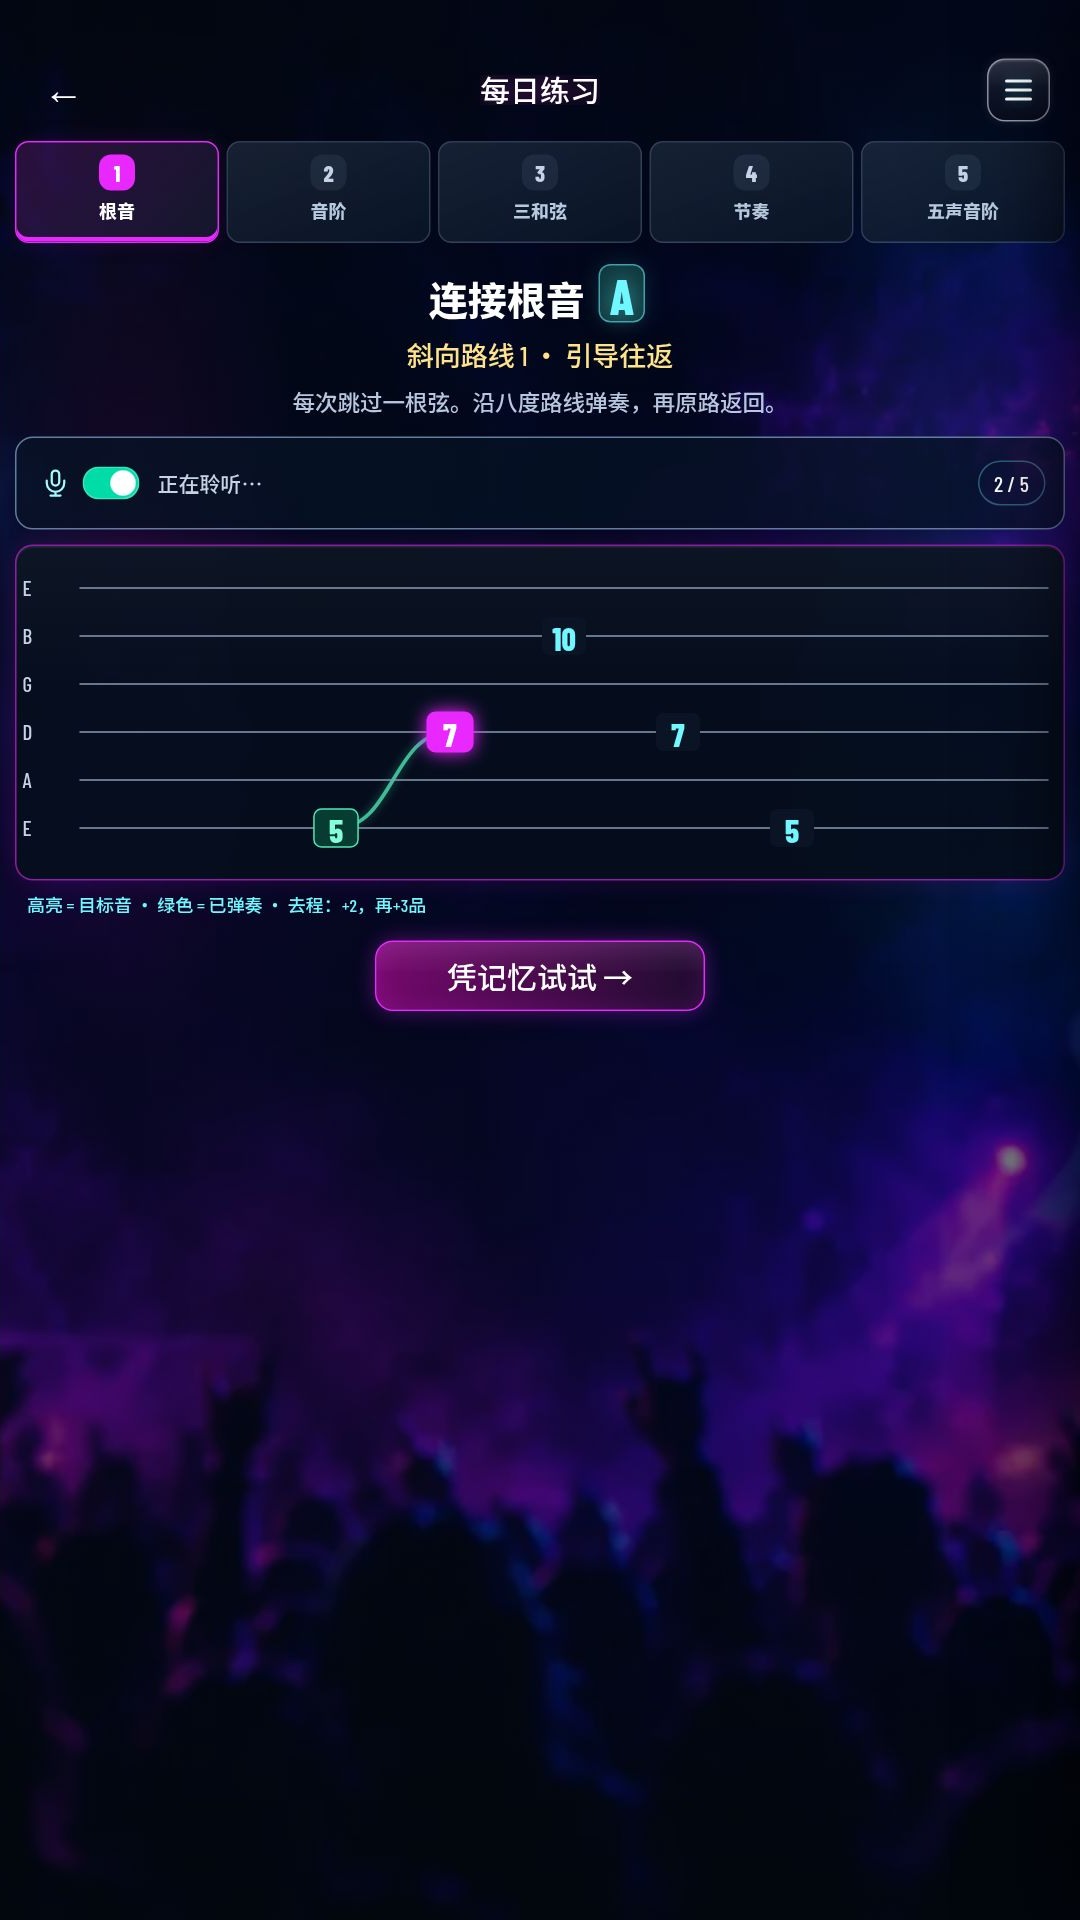 ←
每日练习
1
根音
2
音阶
3
三和弦
4
节奏
5
五声音阶
连接根音 A
斜向路线 1 • 引导往返
每次跳过一根弦。沿八度路线弹奏，再原路返回。
正在聆听… 2 / 5
E
B 10
G
D 7 7
A
E 5 5
高亮 = 目标音 • 绿色 = 已弹奏 • 去程：+2，再+3品
凭记忆试试 →